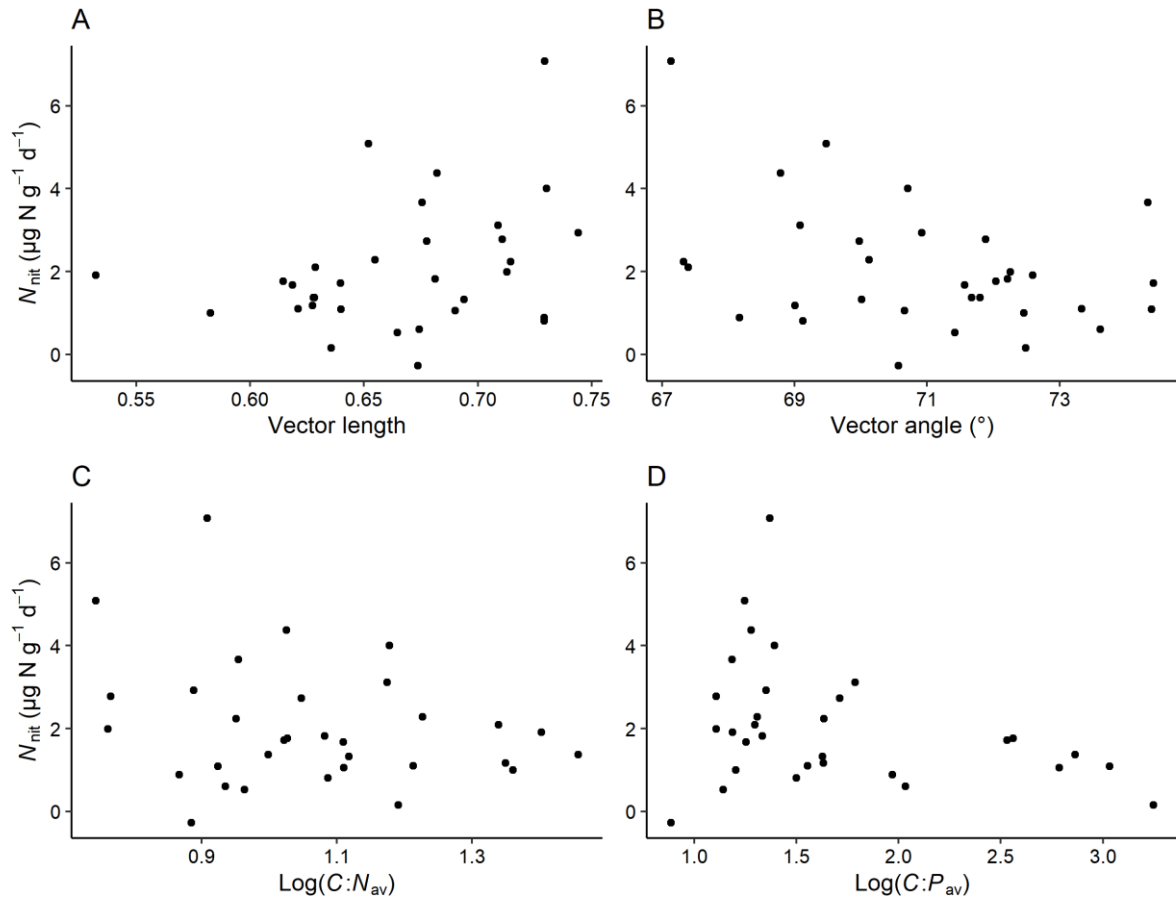 A
B
N_nit (µg N g⁻¹ d⁻¹)
6
4
2
0
6
4
2
0
0.55 0.60 0.65 0.70 0.75
67 69 71 73
Vector length
Vector angle (°)
C
D
N_nit (µg N g⁻¹ d⁻¹)
6
4
2
0
6
4
2
0
0.9 1.1 1.3
1.0 1.5 2.0 2.5 3.0
Log(C:N_av)
Log(C:P_av)